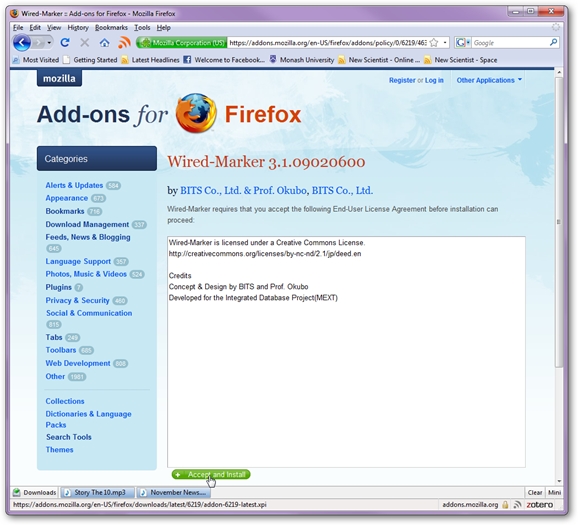 Wired-Marker :: Add-ons for Firefox - Mozilla Firefox
File Edit View History Bookmarks Tools Help
Mozilla Corporation (US) https://addons.mozilla.org/en-US/firefox/addons/policy/0/6219/463
Google
Most Visited Getting Started Latest Headlines Welcome to Facebook... Monash University New Scientist - Online ... New Scientist - Space
mozilla
Register or Log in Other Applications
Add-ons for Firefox
Categories
Alerts & Updates 504
Appearance 673
Bookmarks 716
Download Management 337
Feeds, News & Blogging
645
Language Support 357
Photos, Music & Videos 524
Plugins 7
Privacy & Security 460
Social & Communication
815
Tabs 249
Toolbars 605
Web Development 606
Other 1981
Collections
Dictionaries & Language
Packs
Search Tools
Themes
Wired-Marker 3.1.09020600
by BITS Co., Ltd. & Prof. Okubo, BITS Co., Ltd.
Wired-Marker requires that you accept the following End-User License Agreement before installation can
proceed:
Wired-Marker is licensed under a Creative Commons License.
http://creativecommons.org/licenses/by-nc-nd/2.1/jp/deed.en
Credits
Concept & Design by BITS and Prof. Okubo
Developed for the Integrated Database Project(MEXT)
Accept and Install
Downloads Story The 10.mp3 November News.... Clear Mini
https://addons.mozilla.org/en-US/firefox/downloads/latest/6219/addon-6219-latest.xpi addons.mozilla.org zotero